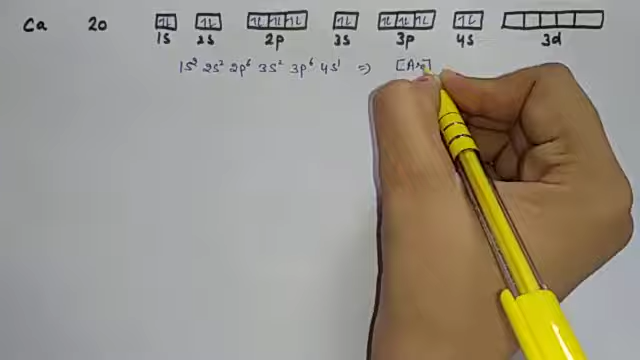 Ca 20
1s 2s 2p 3s 3p 4s 3d
1s² 2s² 2p⁶ 3s² 3p⁶ 4s¹ ⇒ [Ar]